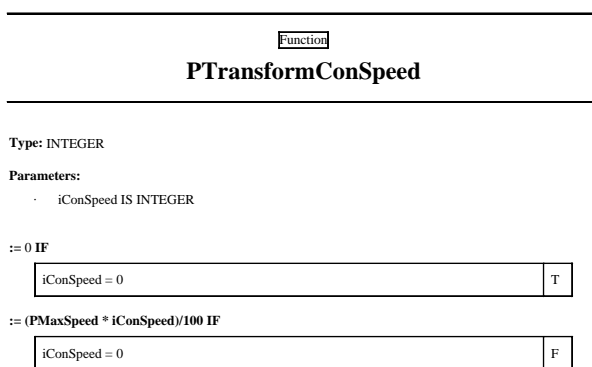 Function
PTransformConSpeed
Type: INTEGER
Parameters:
· iConSpeed IS INTEGER
:= 0 IF
iConSpeed = 0 T
:= (PMaxSpeed * iConSpeed)/100 IF
iConSpeed = 0 F